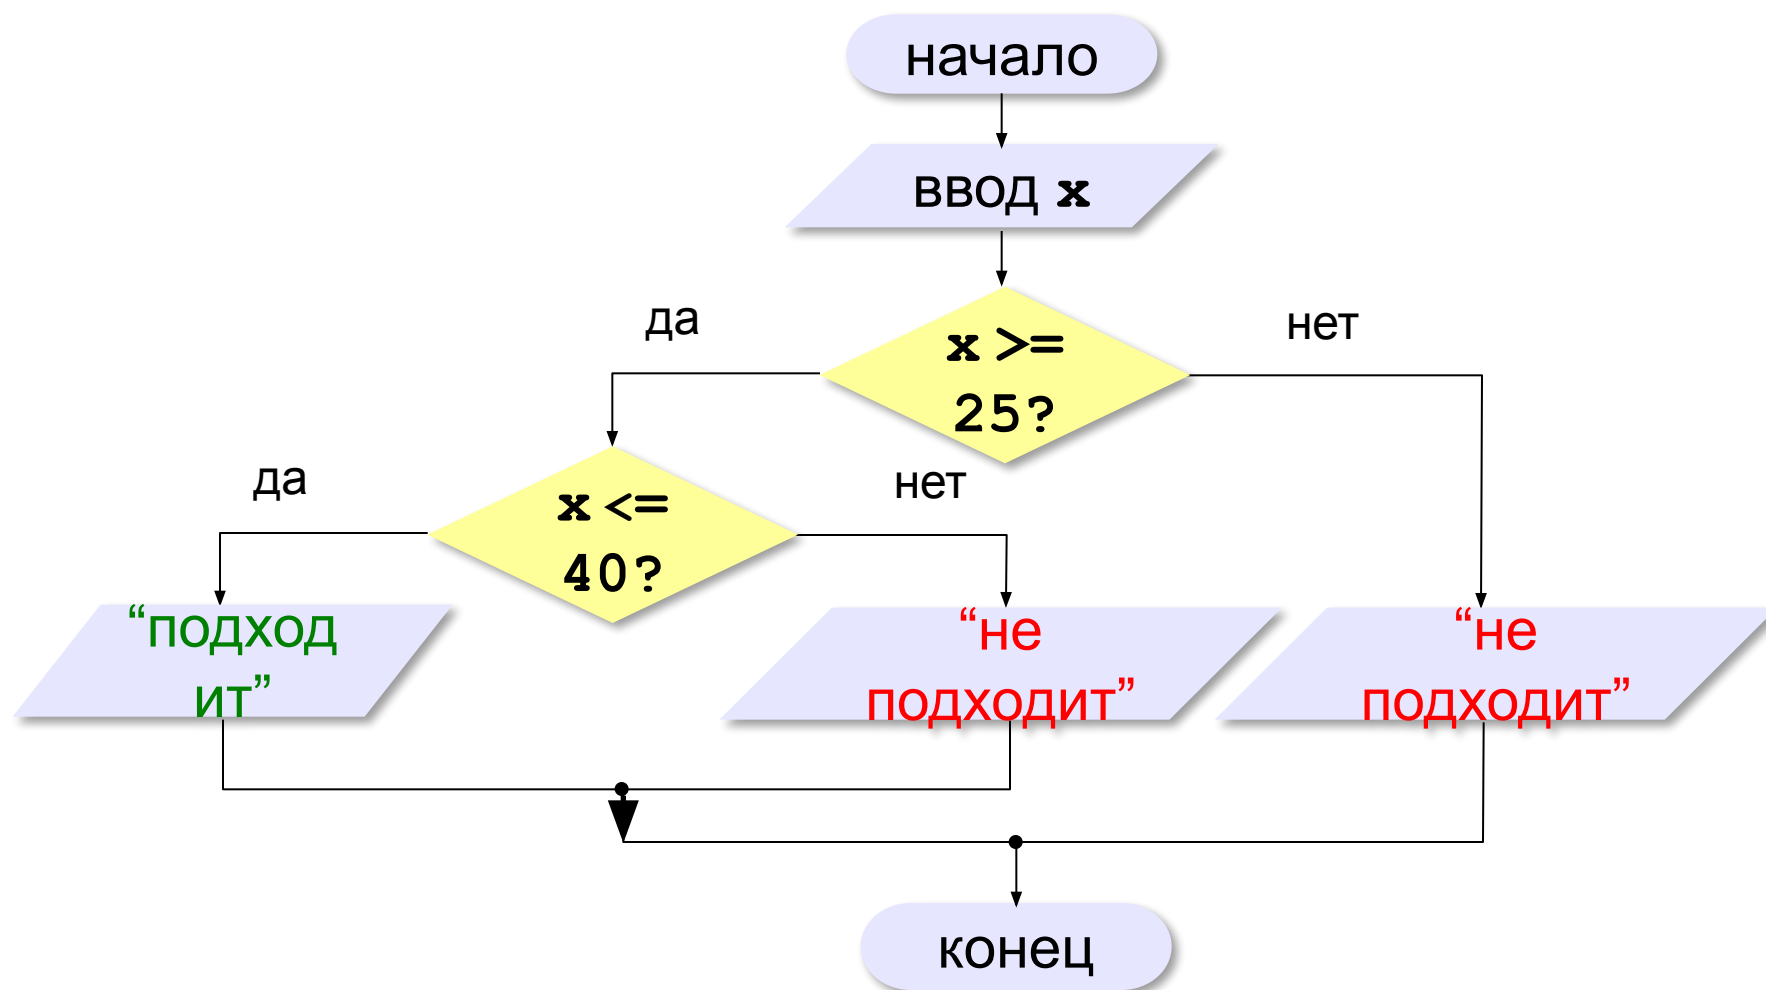 начало
ввод x
да
нет
x >=
25?
да
нет
x <=
40?
“подход
ит”
“не
подходит”
“не
подходит”
конец